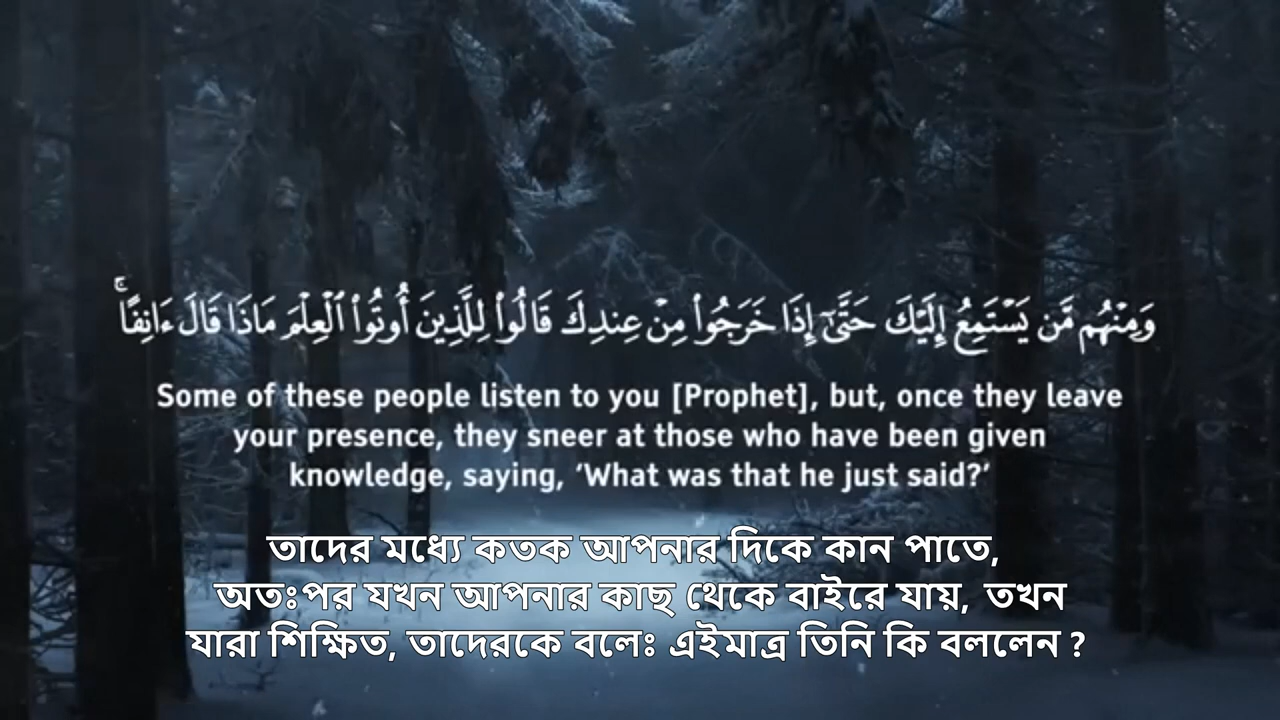 وَمِنْهُم مَّن يَسْتَمِعُ إِلَيْكَ حَتَّىٰٓ إِذَا خَرَجُوا۟ مِنْ عِندِكَ قَالُوا۟ لِلَّذِينَ أُوتُوا۟ ٱلْعِلْمَ مَاذَا قَالَ ءَانِفًا ۚ
Some of these people listen to you [Prophet], but, once they leave
your presence, they sneer at those who have been given
knowledge, saying, ‘What was that he just said?’
তাদের মধ্যে কতক আপনার দিকে কান পাতে,
অতঃপর যখন আপনার কাছ থেকে বাইরে যায়, তখন
যারা শিক্ষিত, তাদেরকে বলেঃ এইমাত্র তিনি কি বললেন ?